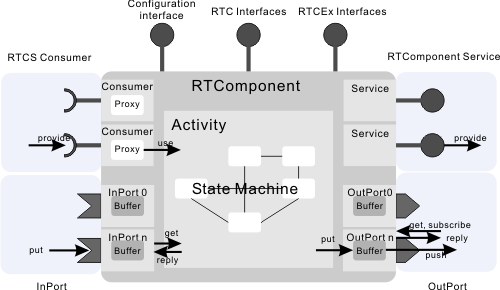 Configuration
interface
RTC Interfaces
RTCEx Interfaces
RTCS Consumer
RTComponent Service
Consumer
Proxy
RTComponent
Service
Activity
provide
Consumer
Proxy
use
Service
provide
State Machine
InPort 0
Buffer
OutPort0
Buffer
put
InPort n
Buffer
get
reply
put
OutPort n
Buffer
get, subscribe
reply
push
InPort
OutPort